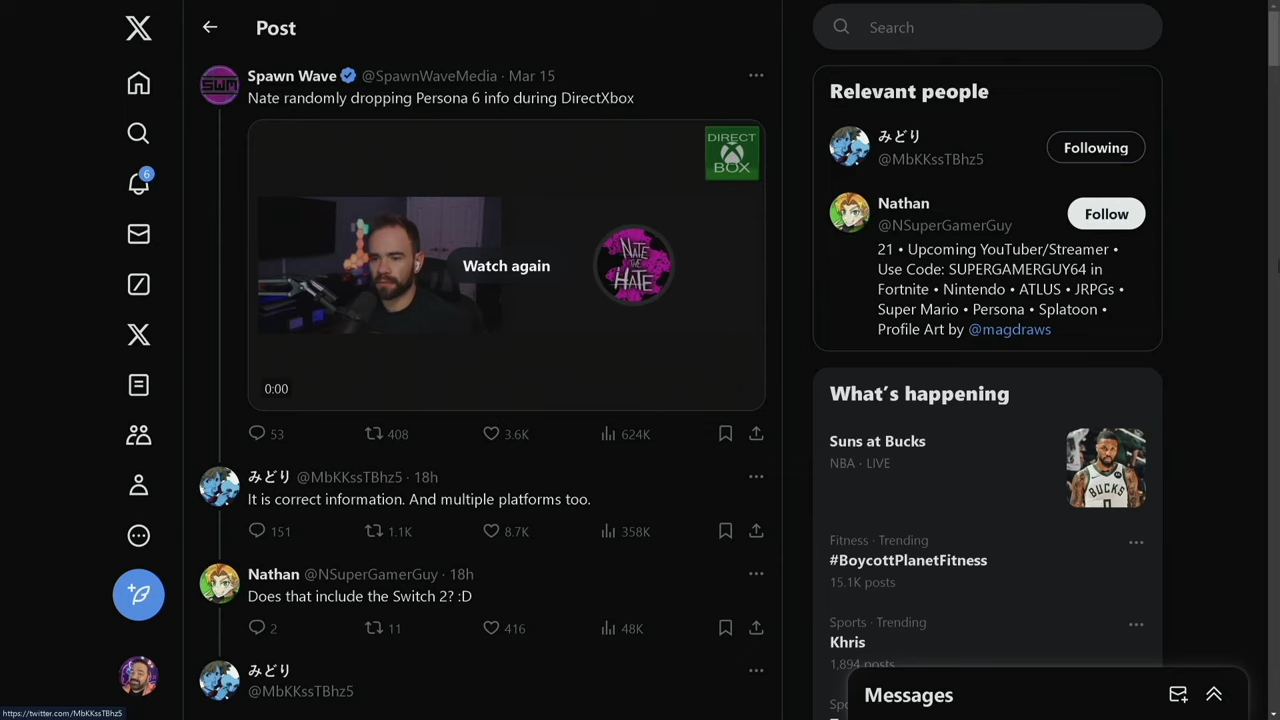 Post
Spawn Wave @SpawnWaveMedia · Mar 15
Nate randomly dropping Persona 6 info during DirectXbox
DIRECT
BOX
SWM
NATE
THE
HATE
Watch again
0:00
53 408 3.6K 624K
みどり @MbKKssTBhz5 · 18h
It is correct information. And multiple platforms too.
151 1.1K 8.7K 358K
Nathan @NSuperGamerGuy · 18h
Does that include the Switch 2? :D
2 11 416 48K
みどり
@MbKKssTBhz5
6
https://twitter.com/MbKKssTBhz5
Search
Relevant people
みどり
@MbKKssTBhz5
Following
Nathan
@NSuperGamerGuy
Follow
21 • Upcoming YouTuber/Streamer •
Use Code: SUPERGAMERGUY64 in
Fortnite • Nintendo • ATLUS • JRPGs •
Super Mario • Persona • Splatoon •
Profile Art by @magdraws
What's happening
Suns at Bucks
NBA · LIVE
BUCKS
Fitness · Trending
#BoycottPlanetFitness
15.1K posts
Sports · Trending
Khris
1,894 posts
Messages